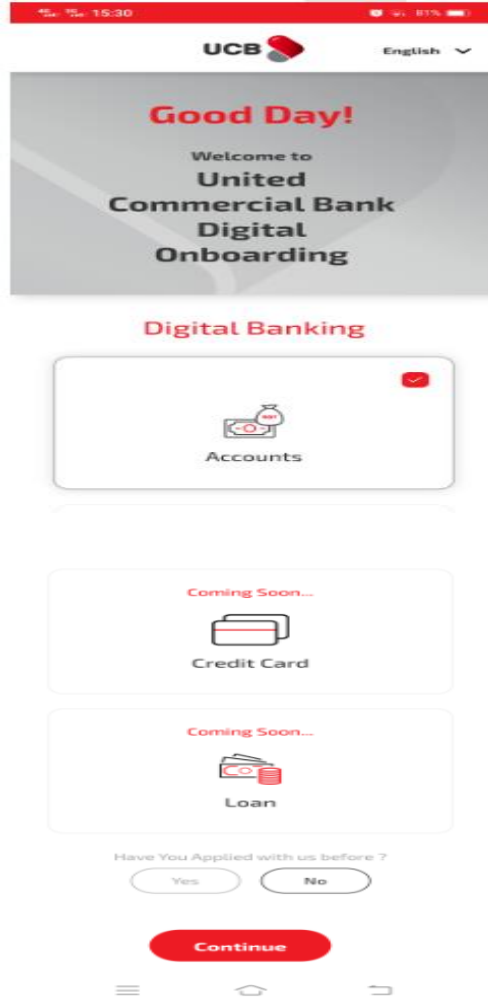 15:30
81%
UCB
English
Good Day!
Welcome to
United
Commercial Bank
Digital
Onboarding
Digital Banking
Accounts
Coming Soon...
Credit Card
Coming Soon...
Loan
Have You Applied with us before ?
Yes
No
Continue